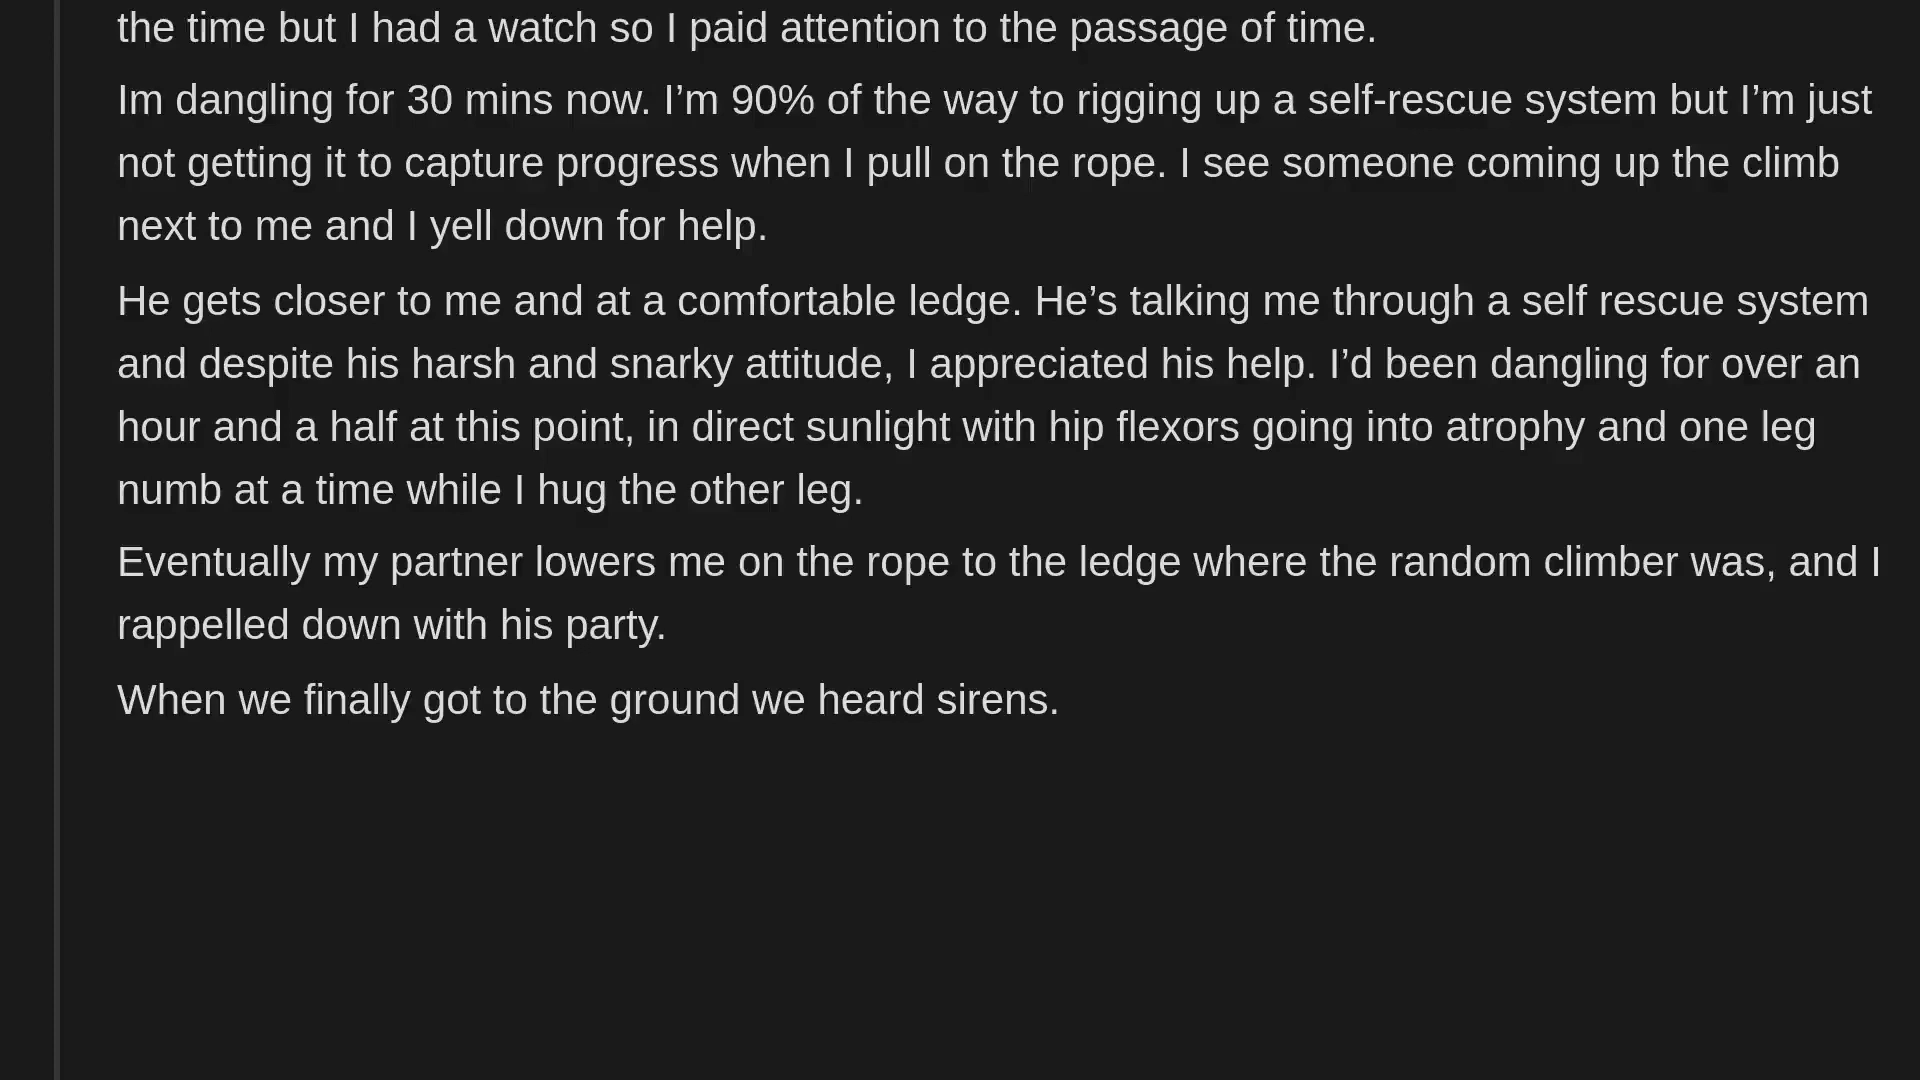 the time but I had a watch so I paid attention to the passage of time.
Im dangling for 30 mins now. I’m 90% of the way to rigging up a self-rescue system but I’m just
not getting it to capture progress when I pull on the rope. I see someone coming up the climb
next to me and I yell down for help.
He gets closer to me and at a comfortable ledge. He’s talking me through a self rescue system
and despite his harsh and snarky attitude, I appreciated his help. I’d been dangling for over an
hour and a half at this point, in direct sunlight with hip flexors going into atrophy and one leg
numb at a time while I hug the other leg.
Eventually my partner lowers me on the rope to the ledge where the random climber was, and I
rappelled down with his party.
When we finally got to the ground we heard sirens.